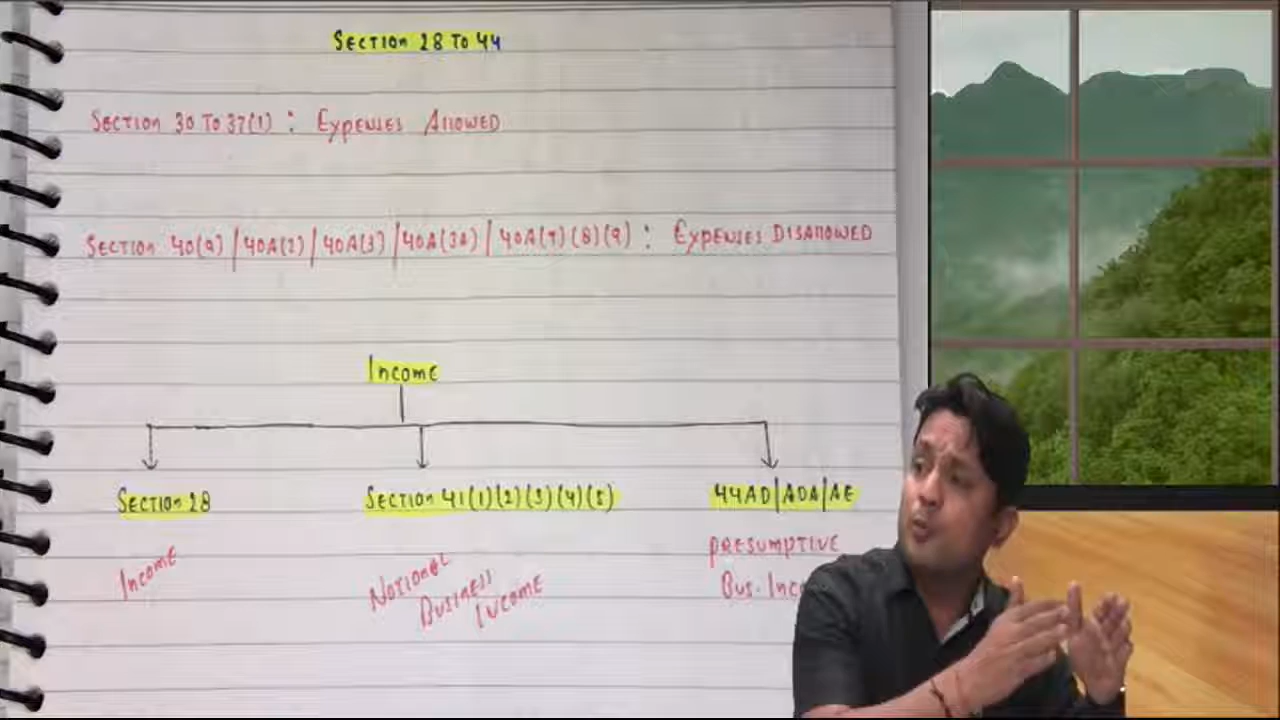 SECTION 28 TO 44
SECTION 30 TO 37(1) : EXPENSES ALLOWED
SECTION 40(a) | 40A(2) | 40A(3) | 40A(3A) | 40A(7)(8)(9) : EXPENSES DISALLOWED
INCOME
SECTION 28 SECTION 41(1)(2)(3)(4)(5) 44AD|ADA|AE
INCOME NOTIONAL BUSINESS INCOME PRESUMPTIVE
BUS. INCO